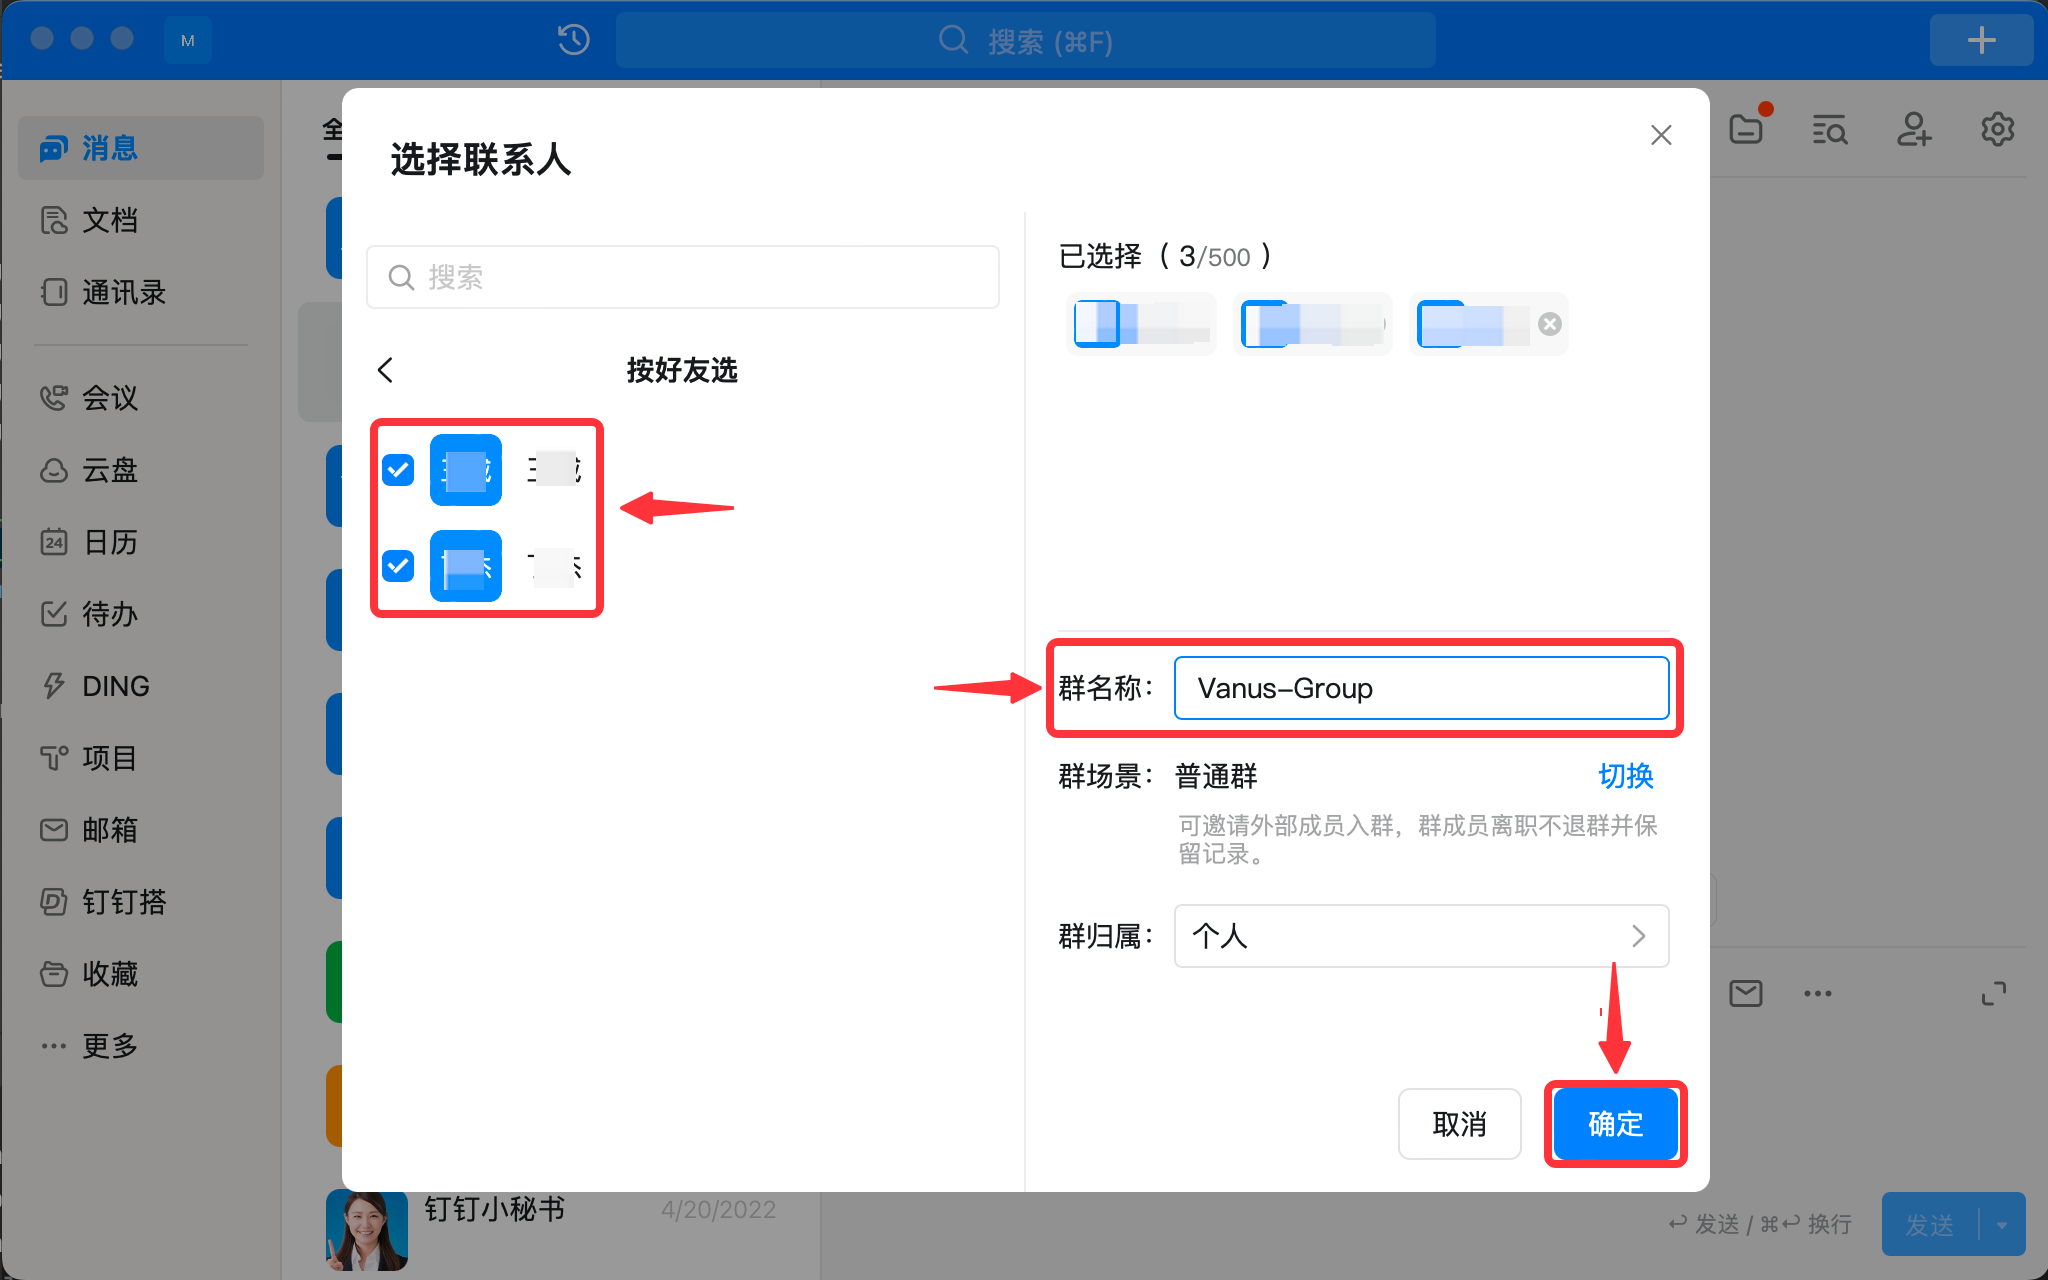 M
搜索 (⌘F)
消息
文档
通讯录
会议
云盘
24
日历
待办
DING
项目
邮箱
钉钉搭
收藏
更多
全
选择联系人
搜索
按好友选
已选择 ( 3/500 )
群名称: Vanus-Group
群场景: 普通群
切换
可邀请外部成员入群, 群成员离职不退群并保
留记录。
群归属: 个人
取消
确定
钉钉小秘书
4/20/2022
↩ 发送 / ⌘↩ 换行
发送